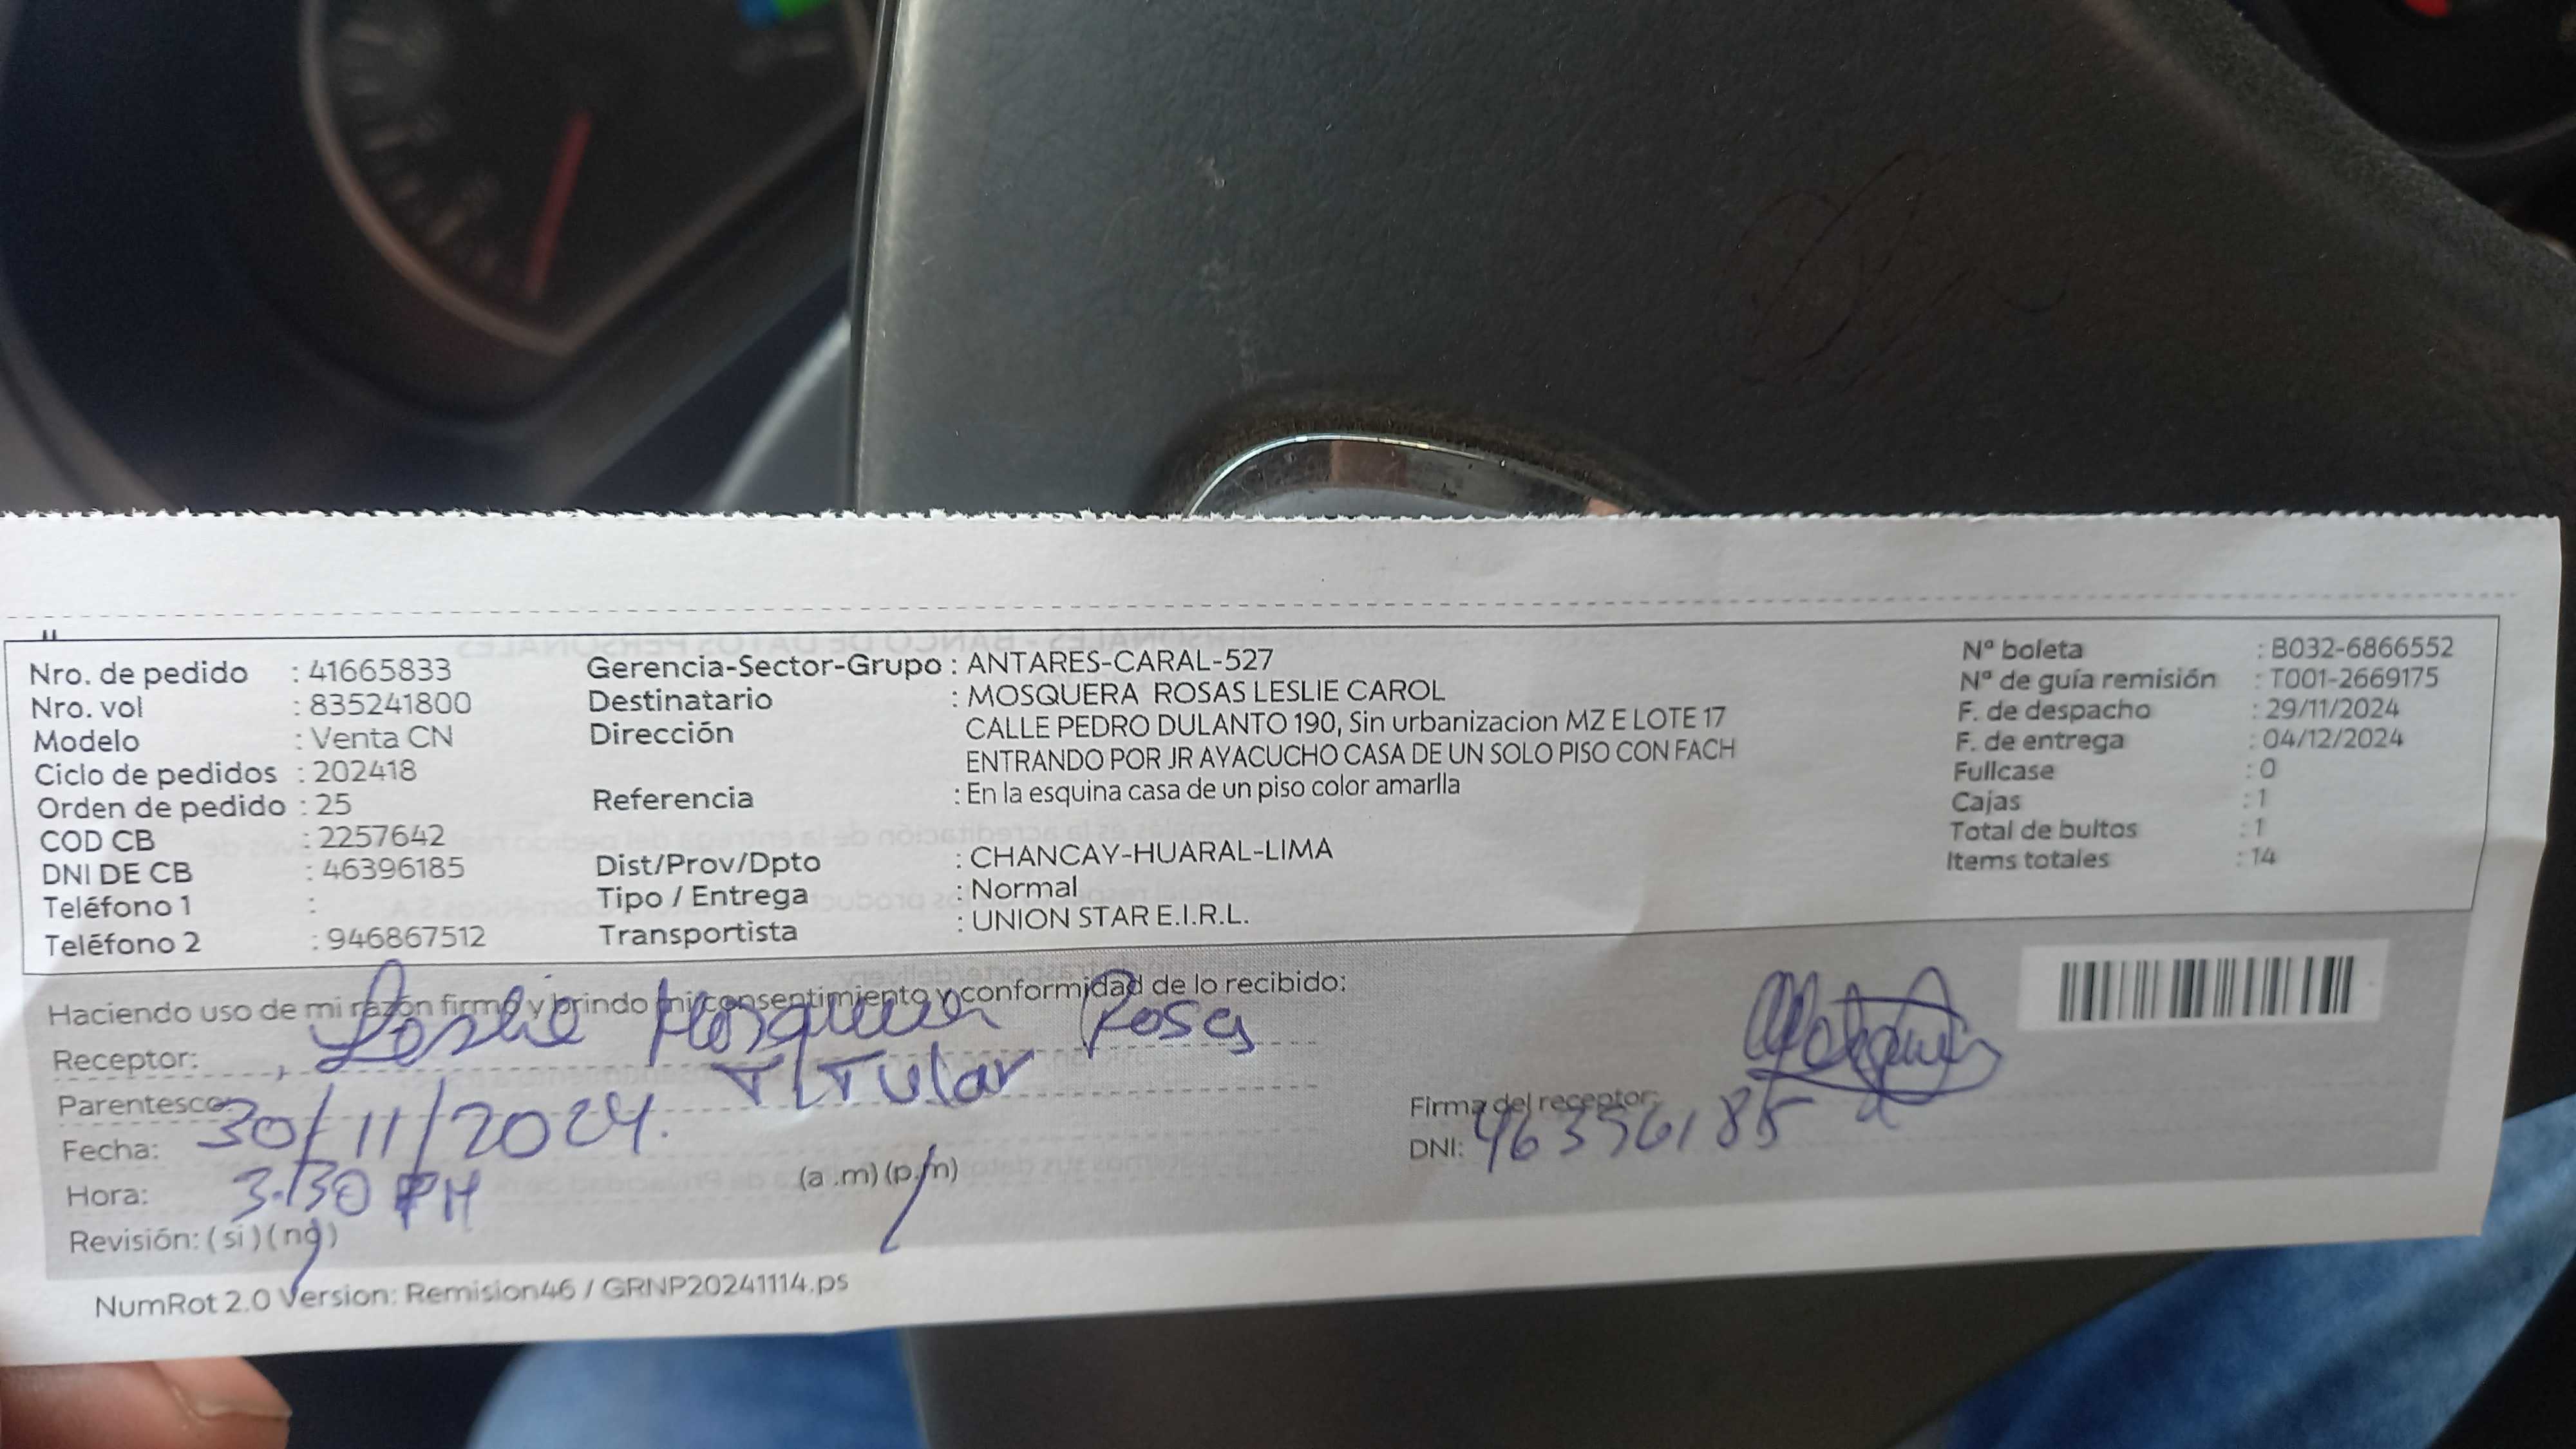 Nro. de pedido : 41665833
Nro. vol : 835241800
Modelo : Venta CN
Ciclo de pedidos : 202418
Orden de pedido : 25
COD CB : 2257642
DNI DE CB : 46396185
Teléfono 1 :
Teléfono 2 : 946867512
Gerencia-Sector-Grupo : ANTARES-CARAL-527
Destinatario : MOSQUERA ROSAS LESLIE CAROL
Dirección CALLE PEDRO DULANTO 190, Sin urbanizacion MZ E LOTE 17
ENTRANDO POR JR AYACUCHO CASA DE UN SOLO PISO CON FACH
Referencia : En la esquina casa de un piso color amarlla
Dist/Prov/Dpto : CHANCAY-HUARAL-LIMA
Tipo / Entrega : Normal
Transportista : UNION STAR E.I.R.L.
Nº boleta : B032-6866552
Nº de guía remisión : T001-2669175
F. de despacho : 29/11/2024
F. de entrega : 04/12/2024
Fullcase : 0
Cajas : 1
Total de bultos : 1
Items totales : 14
Haciendo uso de mi razón firmo y brindo mi consentimiento y conformidad de lo recibido:
Receptor: Leslie Mosquera Rosas
Parentesco: TiTular
Fecha: 30/11/2024.
Hora: 3:30 PM (a .m) (p.m)
Revisión: ( si ) ( no )
Firma del receptor:
DNI: 46396185
NumRot 2.0 Version: Remision46 / GRNP20241114.ps